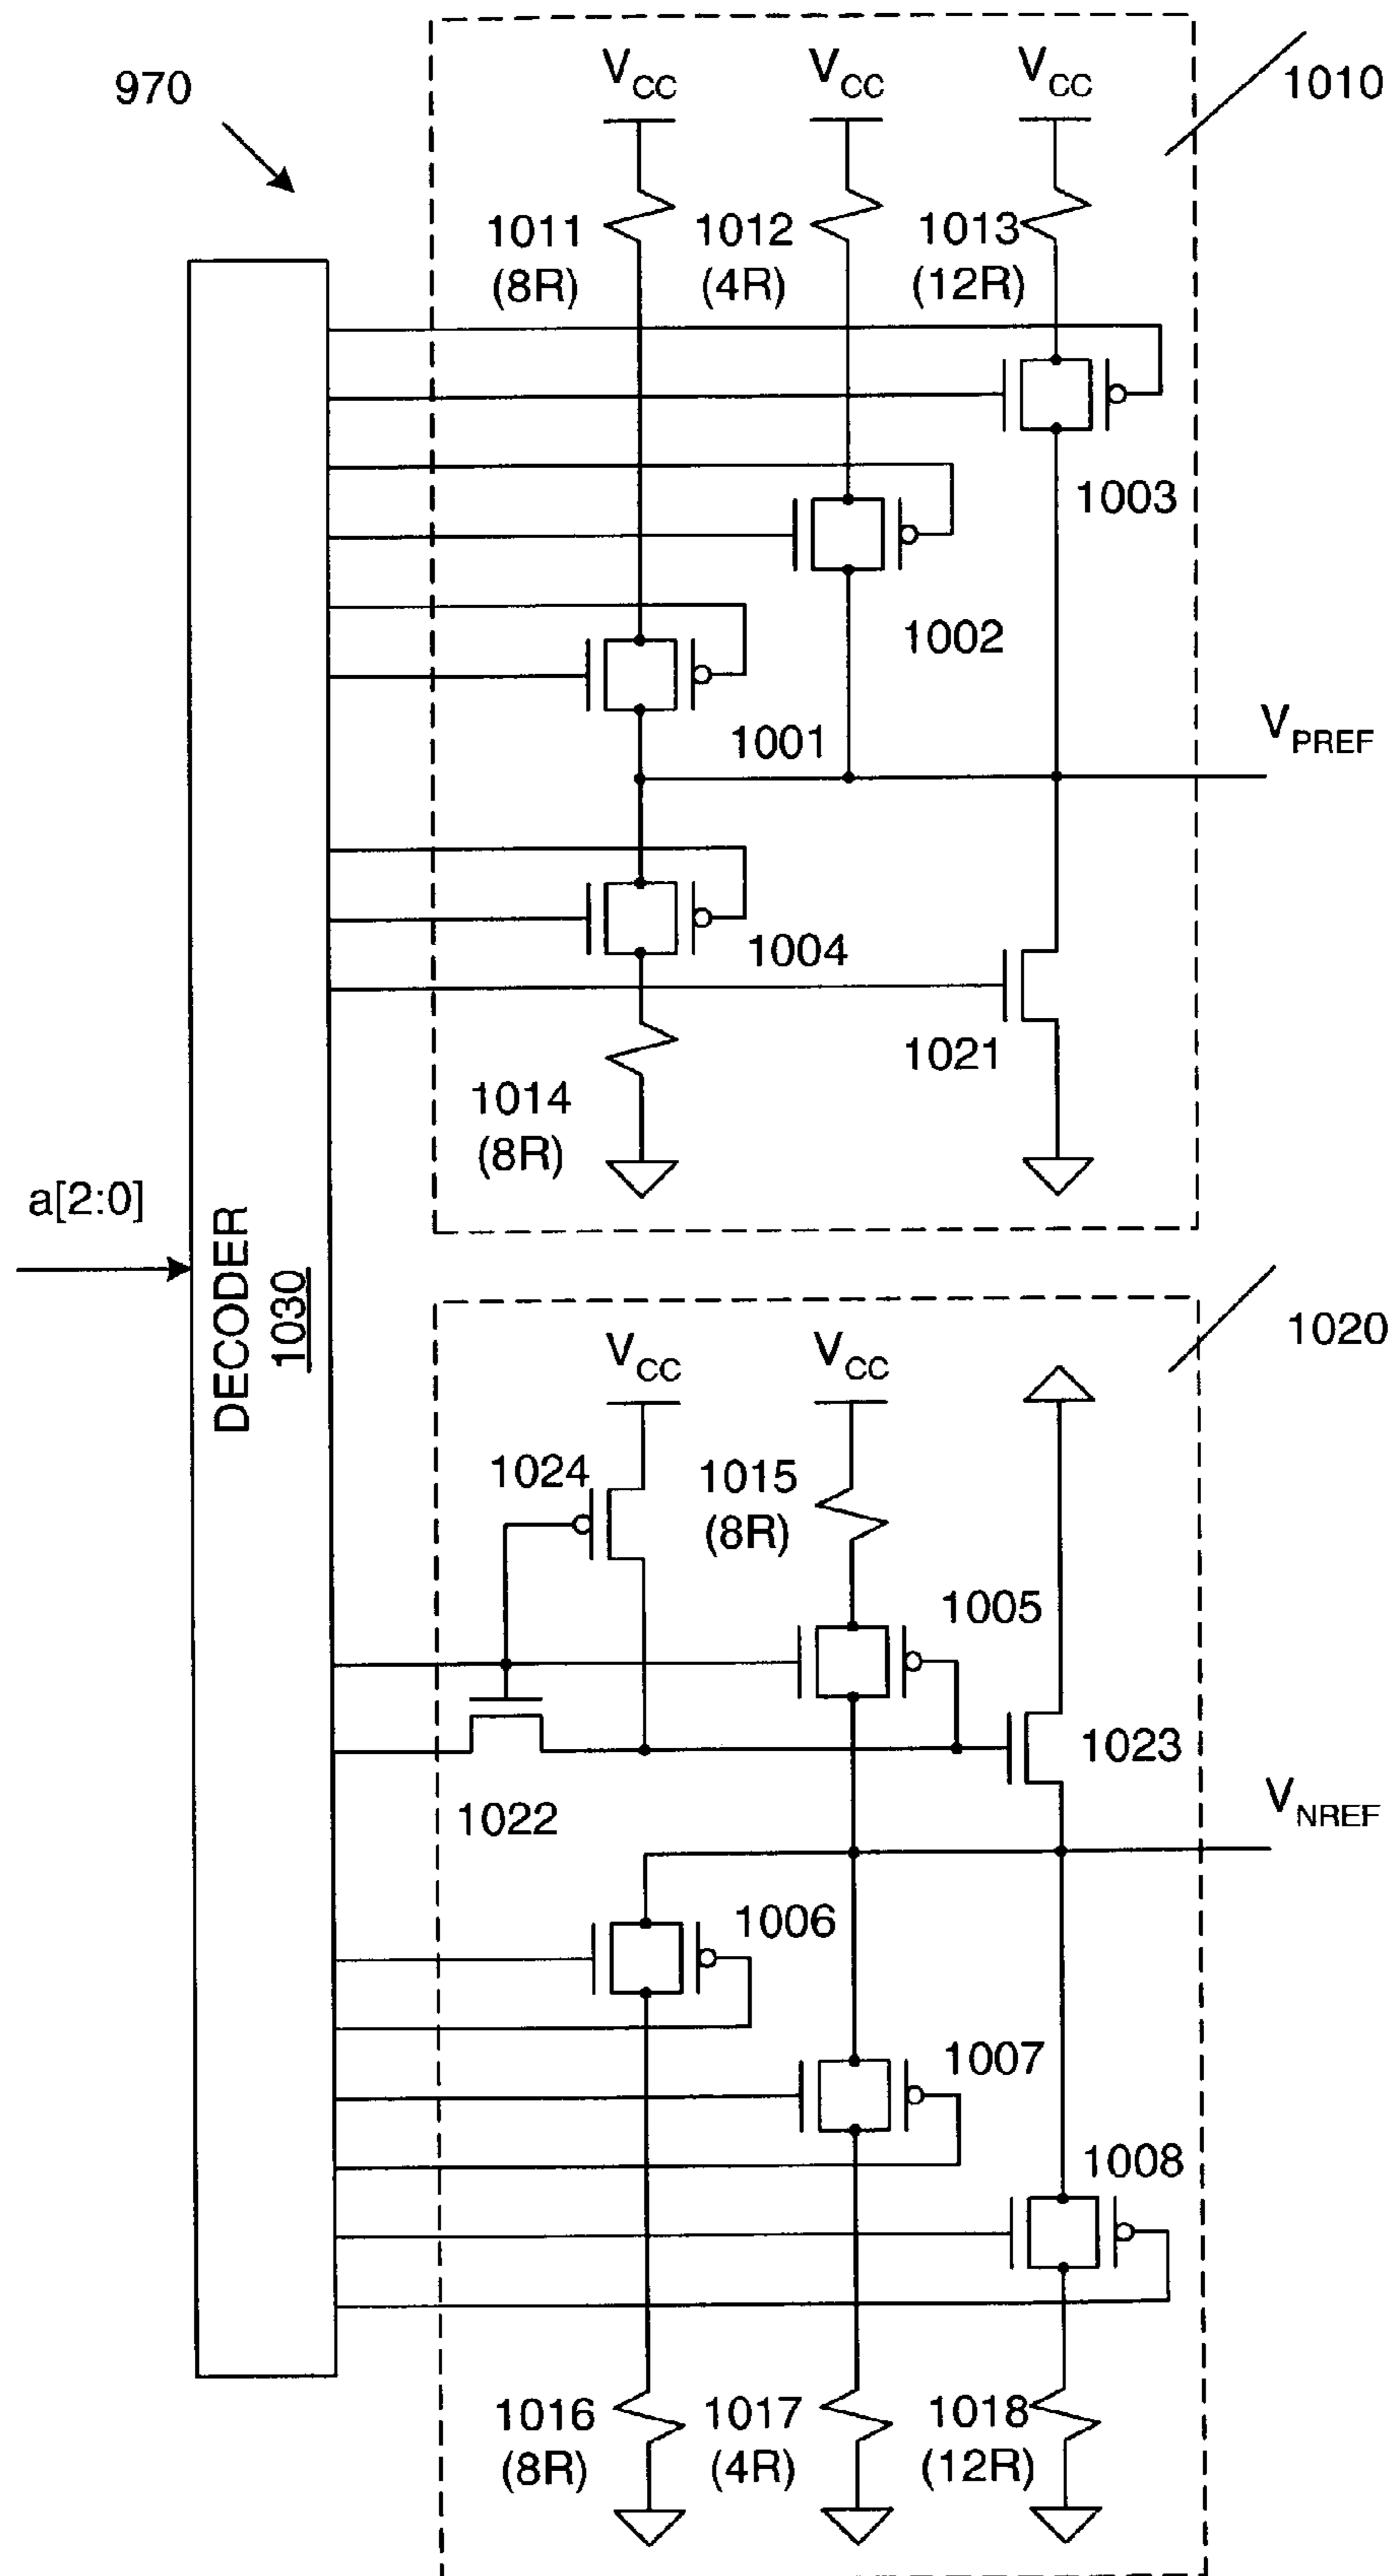 970
1010
V_CC
V_CC
V_CC
1011
(8R)
1012
(4R)
1013
(12R)
1003
1002
1001
V_PREF
1004
1021
1014
(8R)
a[2:0]
DECODER
1030
1020
V_CC
V_CC
1024
1015
(8R)
1005
1023
1022
V_NREF
1006
1007
1008
1016
(8R)
1017
(4R)
1018
(12R)